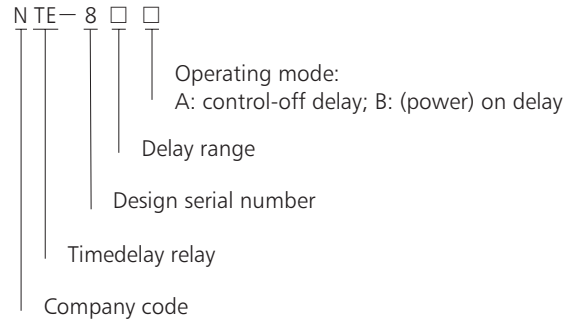 N TE— 8 □ □
Operating mode:
A: control-off delay; B: (power) on delay
Delay range
Design serial number
Timedelay relay
Company code